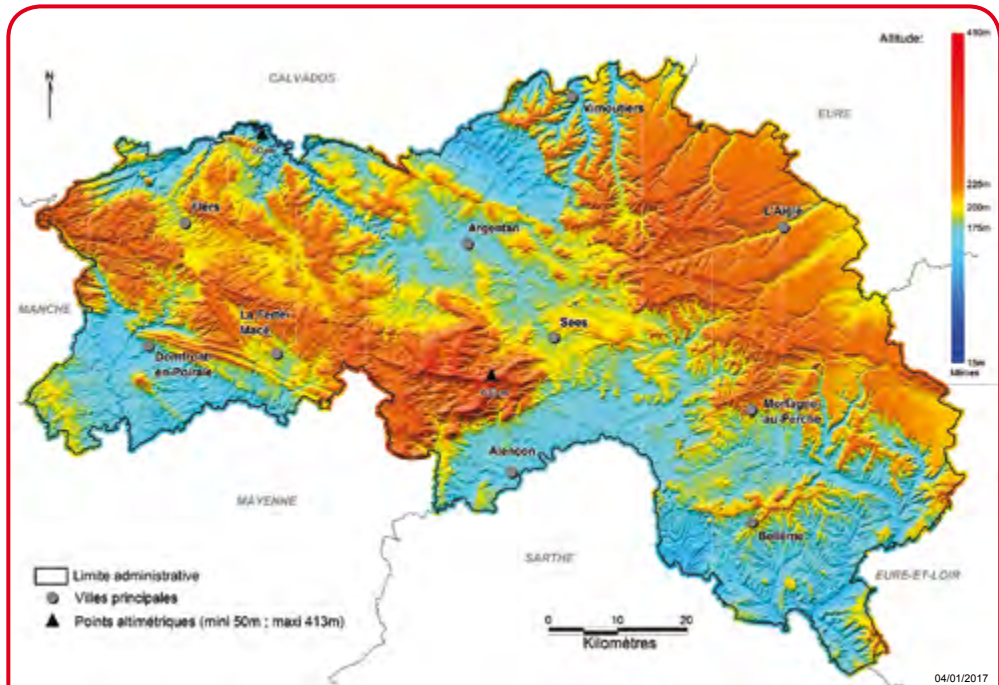 Altitude:
410m
225m
200m
175m
15m
Mètres
N
CALVADOS
EURE
Vimoutiers
Flers
L'Aigle
Argentan
MANCHE
La Ferté-
Macé
Sées
Domfront-
en-Poiraie
Mortagne-
au-Perche
Alençon
MAYENNE
Bellême
SARTHE
EURE-ET-LOIR
Limite administrative
Villes principales
Points altimétriques (mini 50m ; maxi 413m)
0 10 20
Kilomètres
04/01/2017